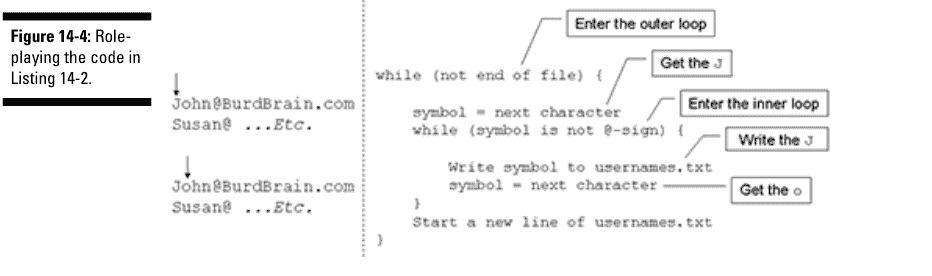 Figure 14-4: Role-
playing the code in
Listing 14-2.
John@BurdBrain.com
Susan@ ...Etc.
John@BurdBrain.com
Susan@ ...Etc.
Enter the outer loop
while (not end of file) {
Get the J
symbol = next character
Enter the inner loop
while (symbol is not @-sign) {
Write the J
Write symbol to usernames.txt
symbol = next character
Get the o
}
Start a new line of usernames.txt
}